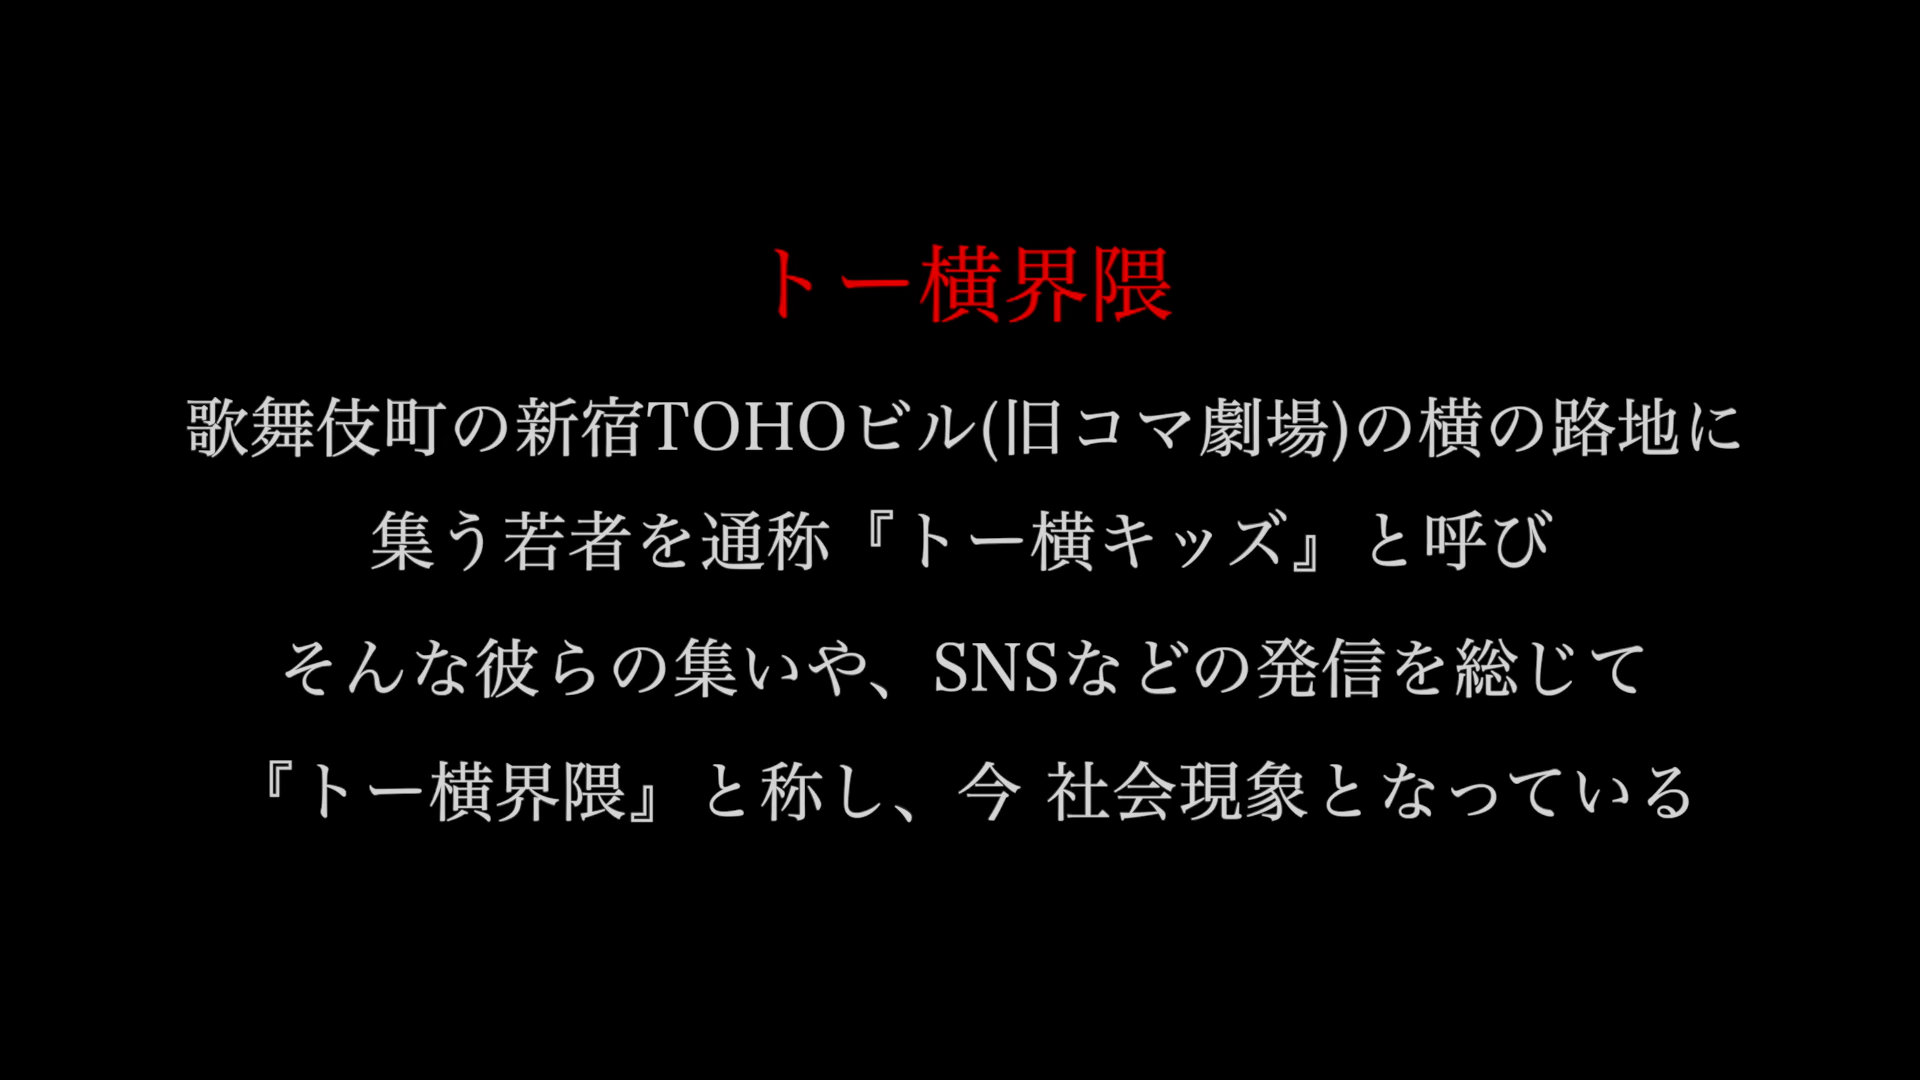 トー横界隈
歌舞伎町の新宿TOHOビル(旧コマ劇場)の横の路地に
集う若者を通称『トー横キッズ』と呼び
そんな彼らの集いや、SNSなどの発信を総じて
『トー横界隈』と称し、今 社会現象となっている